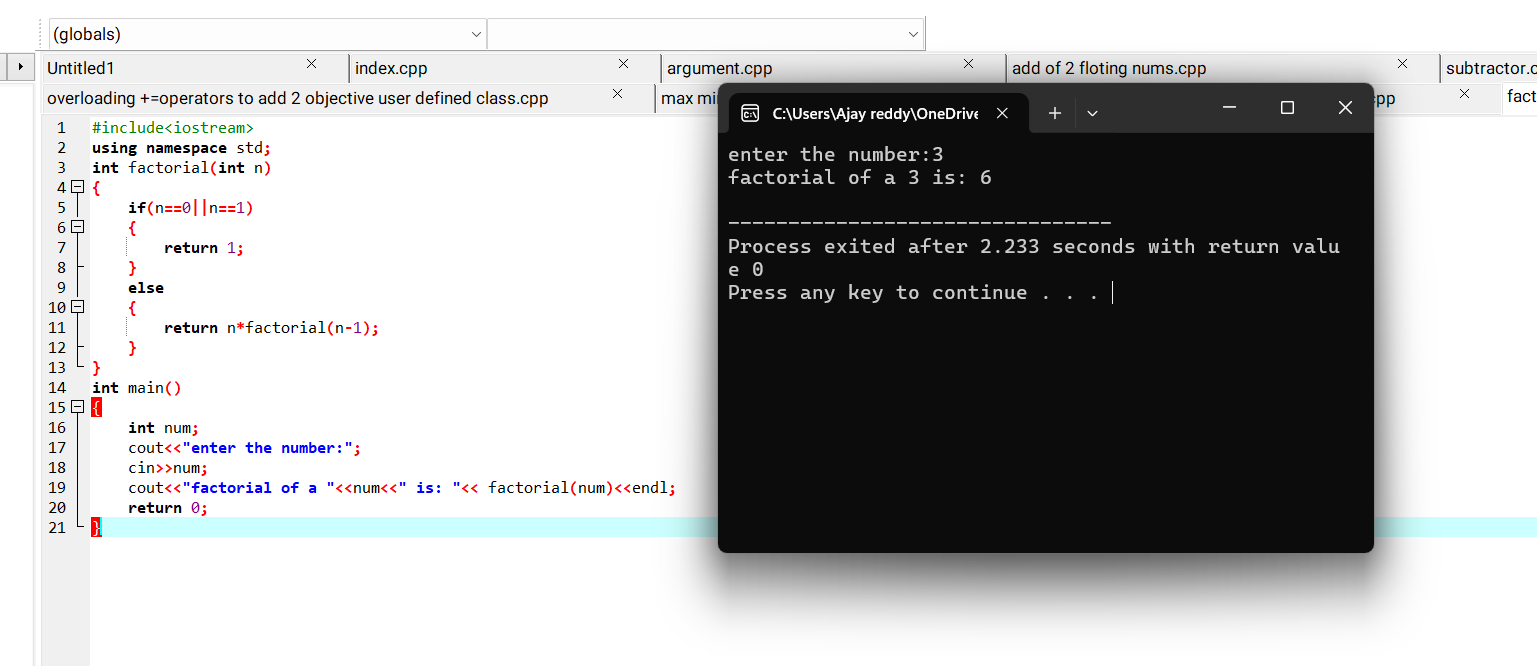 (globals)
Untitled1
index.cpp
argument.cpp
add of 2 floting nums.cpp
subtractor.c
overloading +=operators to add 2 objective user defined class.cpp
max mi
pp
fact
1 #include<iostream>
2 using namespace std;
3 int factorial(int n)
4 {
5 if(n==0||n==1)
6 {
7 return 1;
8 }
9 else
10 {
11 return n*factorial(n-1);
12 }
13 }
14 int main()
15 {
16 int num;
17 cout<<"enter the number:";
18 cin>>num;
19 cout<<"factorial of a "<<num<<" is: "<< factorial(num)<<endl;
20 return 0;
21 }
C:\Users\Ajay reddy\OneDrive
enter the number:3
factorial of a 3 is: 6
--------------------------------
Process exited after 2.233 seconds with return valu
e 0
Press any key to continue . . .